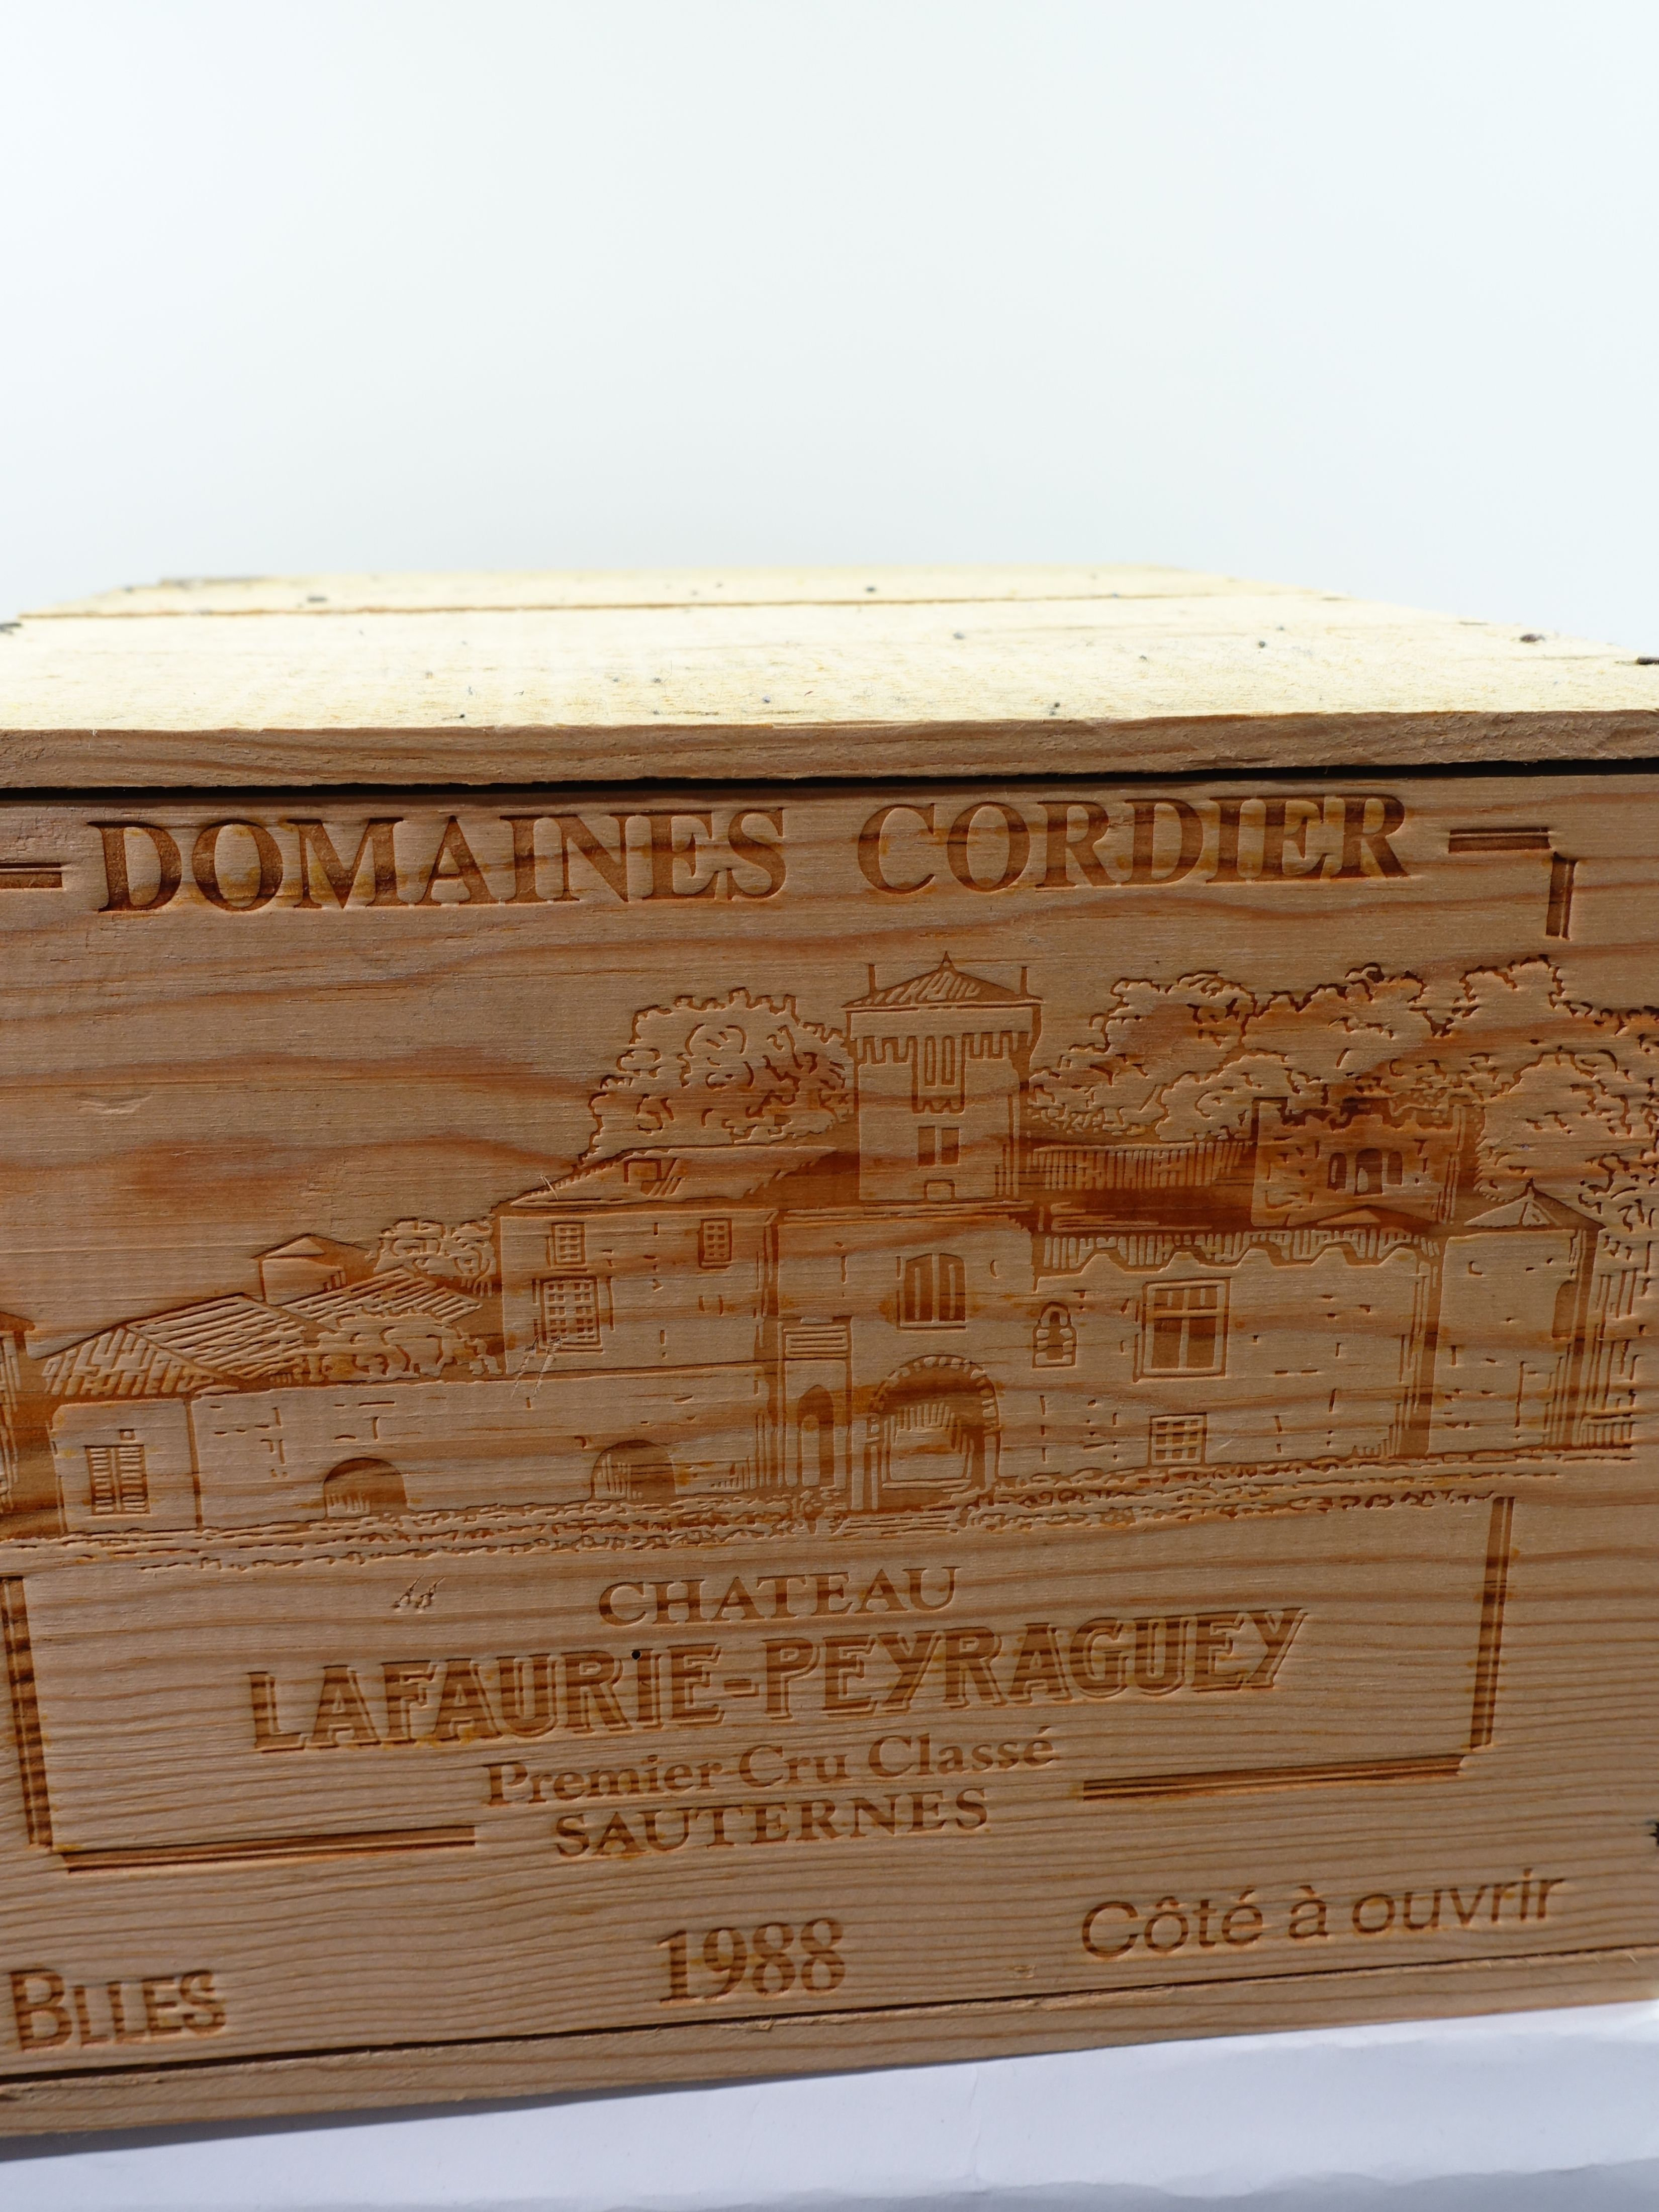 DOMAINES CORDIER
CHATEAU
LAFAURIE-PEYRAGUEY
Premier Cru Classé
SAUTERNES
BLLES 1988 Côté à ouvrir